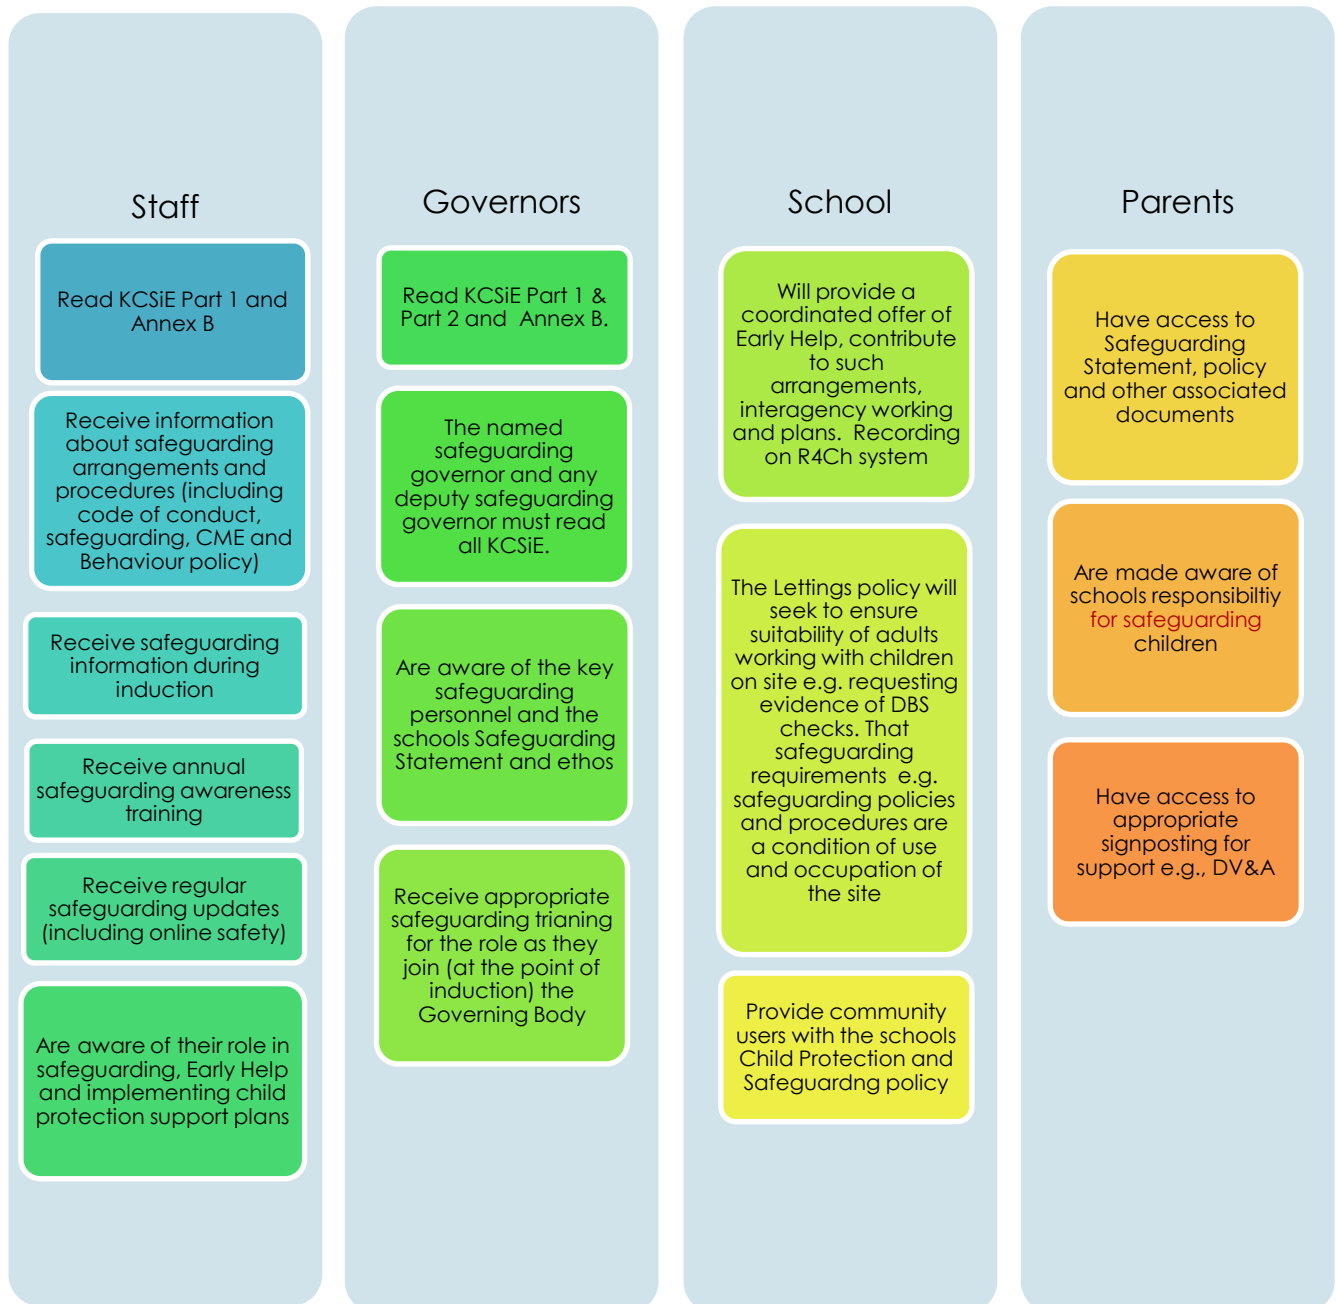 Staff
Read KCSiE Part 1 and
Annex B
Receive information
about safeguarding
arrangements and
procedures (including
code of conduct,
safeguarding, CME and
Behaviour policy)
Receive safeguarding
information during
induction
Receive annual
safeguarding awareness
training
Receive regular
safeguarding updates
(including online safety)
Are aware of their role in
safeguarding, Early Help
and implementing child
protection support plans
Governors
Read KCSiE Part 1 &
Part 2 and Annex B.
The named
safeguarding
governor and any
deputy safeguarding
governor must read
all KCSiE.
Are aware of the key
safeguarding
personnel and the
schools Safeguarding
Statement and ethos
Receive appropriate
safeguarding trianing
for the role as they
join (at the point of
induction) the
Governing Body
School
Will provide a
coordinated offer of
Early Help, contribute
to such
arrangements,
interagency working
and plans. Recording
on R4Ch system
The Lettings policy will
seek to ensure
suitability of adults
working with children
on site e.g. requesting
evidence of DBS
checks. That
safeguarding
requirements e.g.
safeguarding policies
and procedures are
a condition of use
and occupation of
the site
Provide community
users with the schools
Child Protection and
Safeguardng policy
Parents
Have access to
Safeguarding
Statement, policy
and other associated
documents
Are made aware of
schools responsibiltiy
for safeguarding
children
Have access to
appropriate
signposting for
support e.g., DV&A